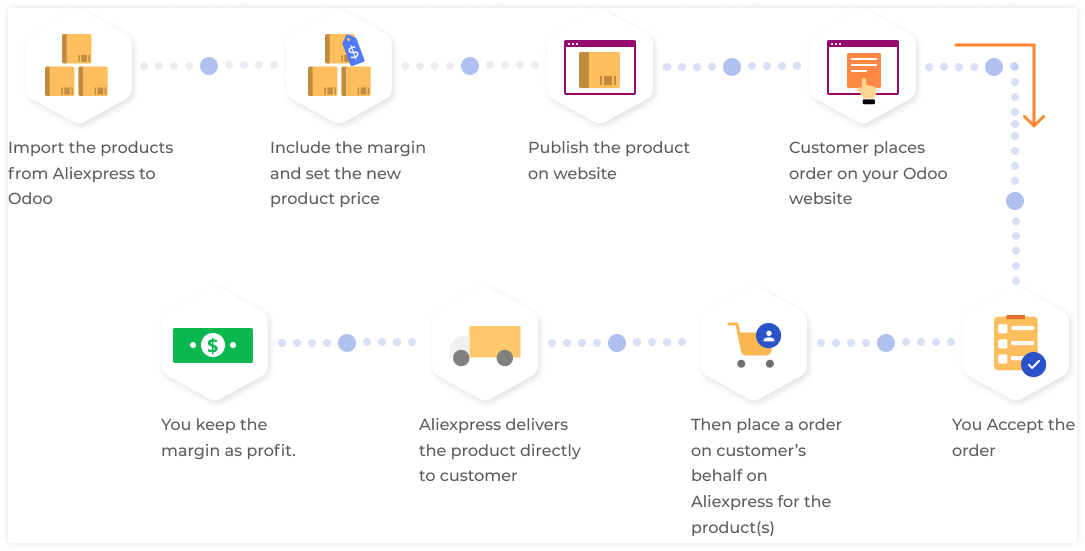 Import the products
from Aliexpress to
Odoo
Include the margin
and set the new
product price
Publish the product
on website
Customer places
order on your Odoo
website
You Accept the
order
Then place a order
on customer's
behalf on
Aliexpress for the
product(s)
Aliexpress delivers
the product directly
to customer
You keep the
margin as profit.